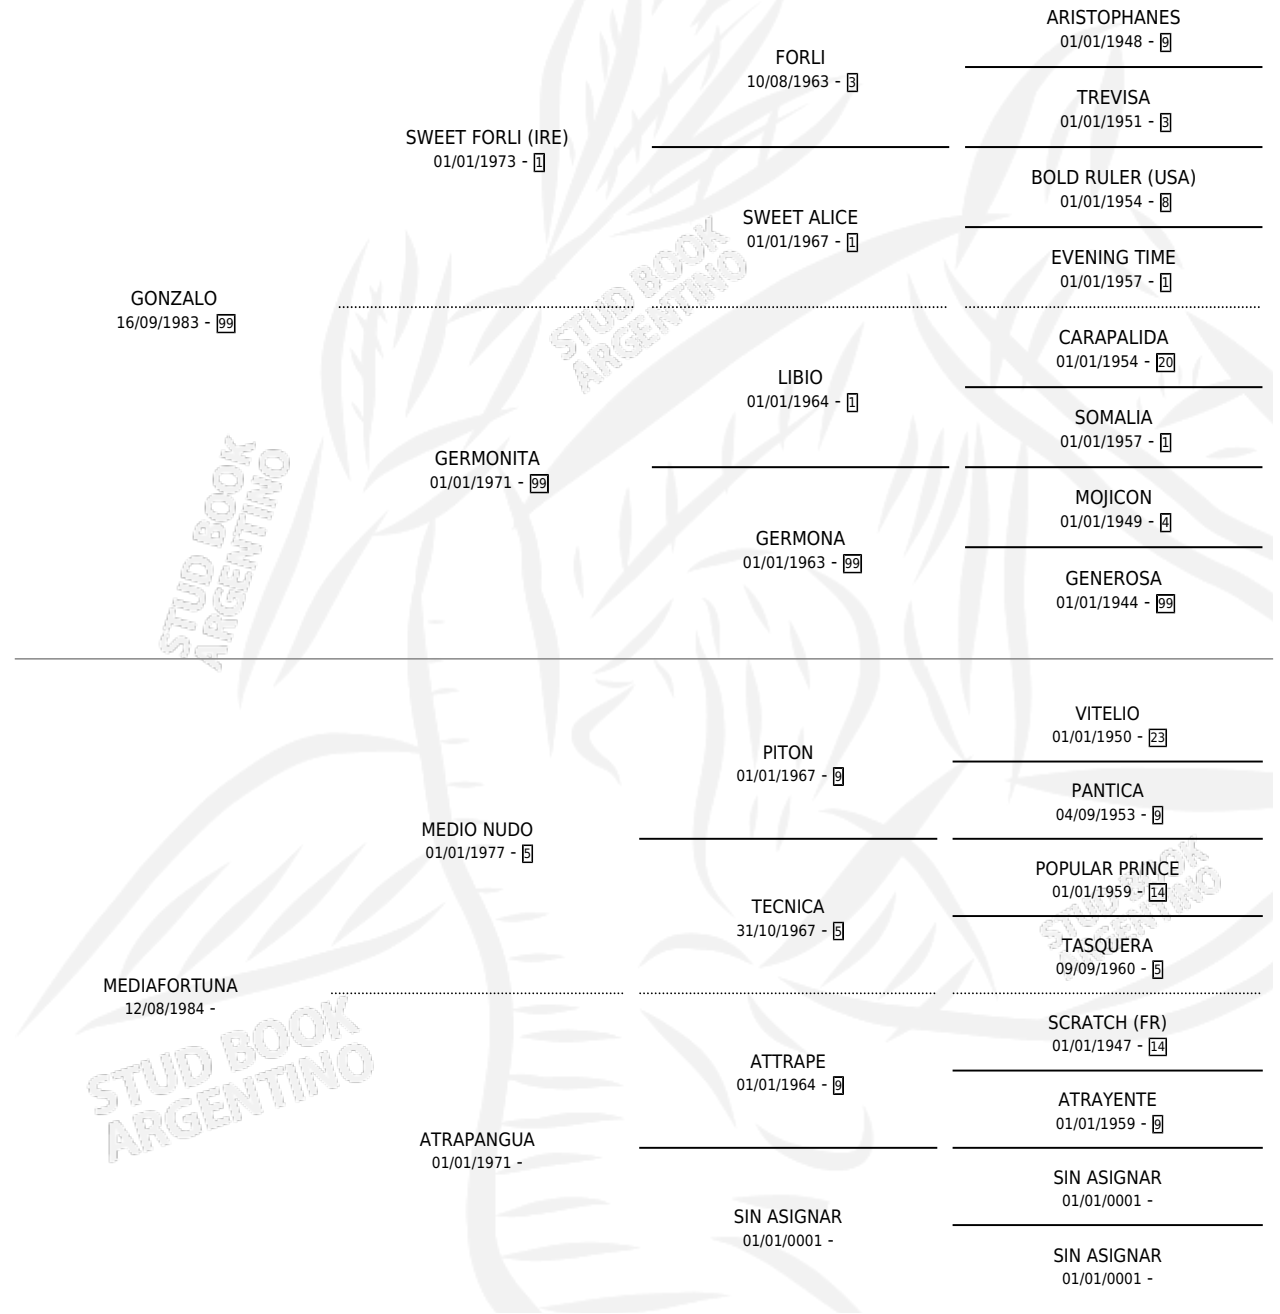 ARISTOPHANES
01/01/1948 - 9
FORLI
10/08/1963 - 3
TREVISA
01/01/1951 - 3
SWEET FORLI (IRE)
01/01/1973 - 1
BOLD RULER (USA)
01/01/1954 - 8
SWEET ALICE
01/01/1967 - 1
EVENING TIME
01/01/1957 - 1
GONZALO
16/09/1983 - 99
STUD BOOK
ARGENTINO
CARAPALIDA
01/01/1954 - 20
LIBIO
01/01/1964 - 1
SOMALIA
01/01/1957 - 1
GERMONITA
01/01/1971 - 99
MOJICON
01/01/1949 - 4
GERMONA
01/01/1963 - 99
GENEROSA
01/01/1944 - 99
STUD BOOK
ARGENTINO
VITELIO
01/01/1950 - 23
PITON
01/01/1967 - 9
PANTICA
04/09/1953 - 9
MEDIO NUDO
01/01/1977 - 5
POPULAR PRINCE
01/01/1959 - 14
TECNICA
31/10/1967 - 5
STUD BOOK
ARGENTINO
TASQUERA
09/09/1960 - 5
MEDIAFORTUNA
12/08/1984 -
STUD BOOK
ARGENTINO
SCRATCH (FR)
01/01/1947 - 14
ATTRAPE
01/01/1964 - 9
ATRAYENTE
01/01/1959 - 9
ATRAPANGUA
01/01/1971 -
SIN ASIGNAR
01/01/0001 -
SIN ASIGNAR
01/01/0001 -
SIN ASIGNAR
01/01/0001 -